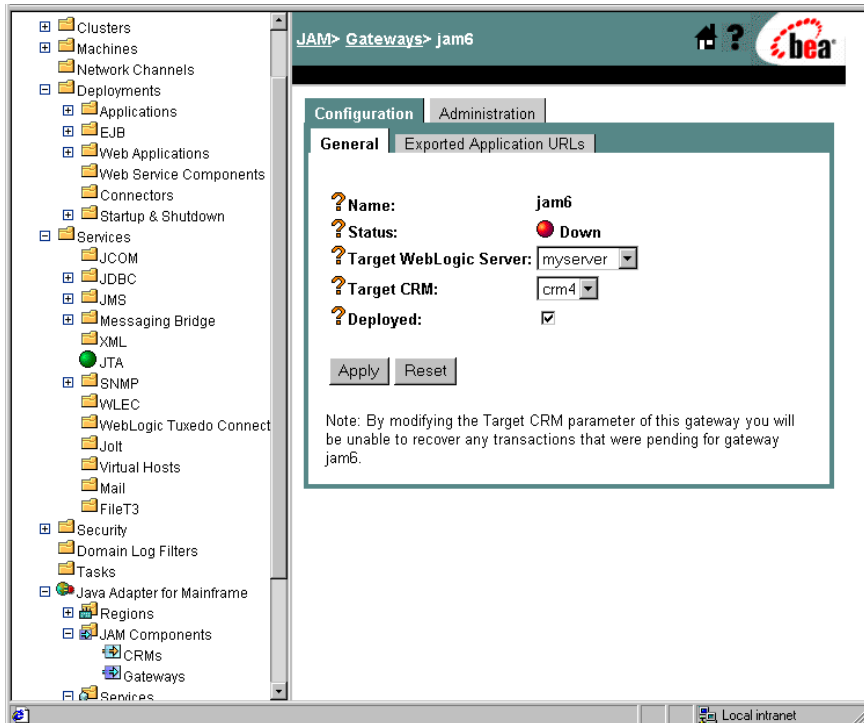 Clusters
Machines
Network Channels
Deployments
Applications
EJB
Web Applications
Web Service Components
Connectors
Startup & Shutdown
Services
JCOM
JDBC
JMS
Messaging Bridge
XML
JTA
SNMP
WLEC
WebLogic Tuxedo Connect
Jolt
Virtual Hosts
Mail
FileT3
Security
Domain Log Filters
Tasks
Java Adapter for Mainframe
Regions
JAM Components
CRMs
Gateways
Services
JAM> Gateways> jam6
?
bea
Configuration Administration
General Exported Application URLs
? Name: jam6
? Status: Down
? Target WebLogic Server: myserver
? Target CRM: crm4
? Deployed:
Apply Reset
Note: By modifying the Target CRM parameter of this gateway you will
be unable to recover any transactions that were pending for gateway
jam6.
Local intranet